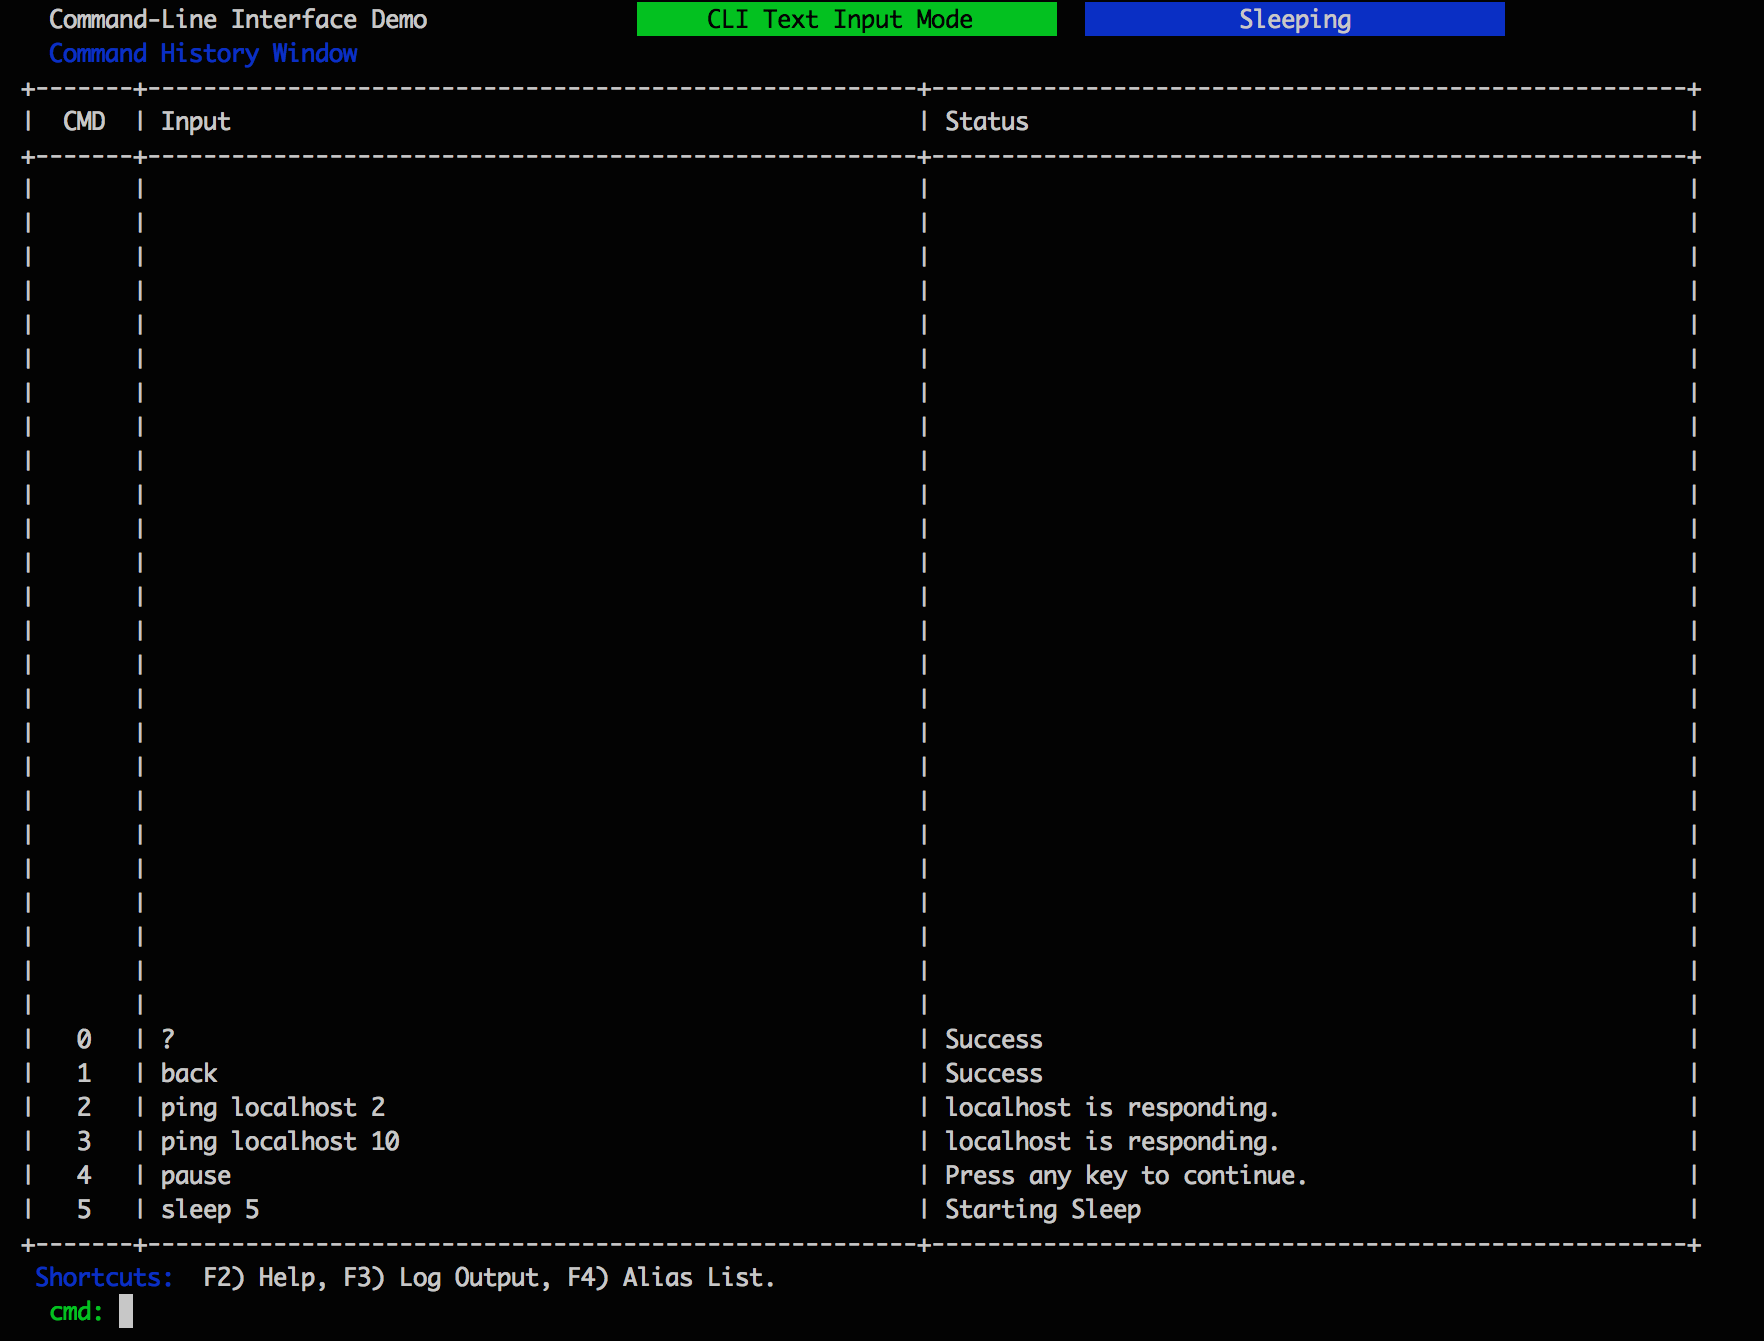 Command-Line Interface Demo CLI Text Input Mode Sleeping
Command History Window
+-------+-------------------------------------------------------+------------------------------------------------------+
| CMD | Input | Status |
+-------+-------------------------------------------------------+------------------------------------------------------+
| 0 | ? | Success |
| 1 | back | Success |
| 2 | ping localhost 2 | localhost is responding. |
| 3 | ping localhost 10 | localhost is responding. |
| 4 | pause | Press any key to continue. |
| 5 | sleep 5 | Starting Sleep |
+-------+-------------------------------------------------------+------------------------------------------------------+
Shortcuts: F2) Help, F3) Log Output, F4) Alias List.
cmd: